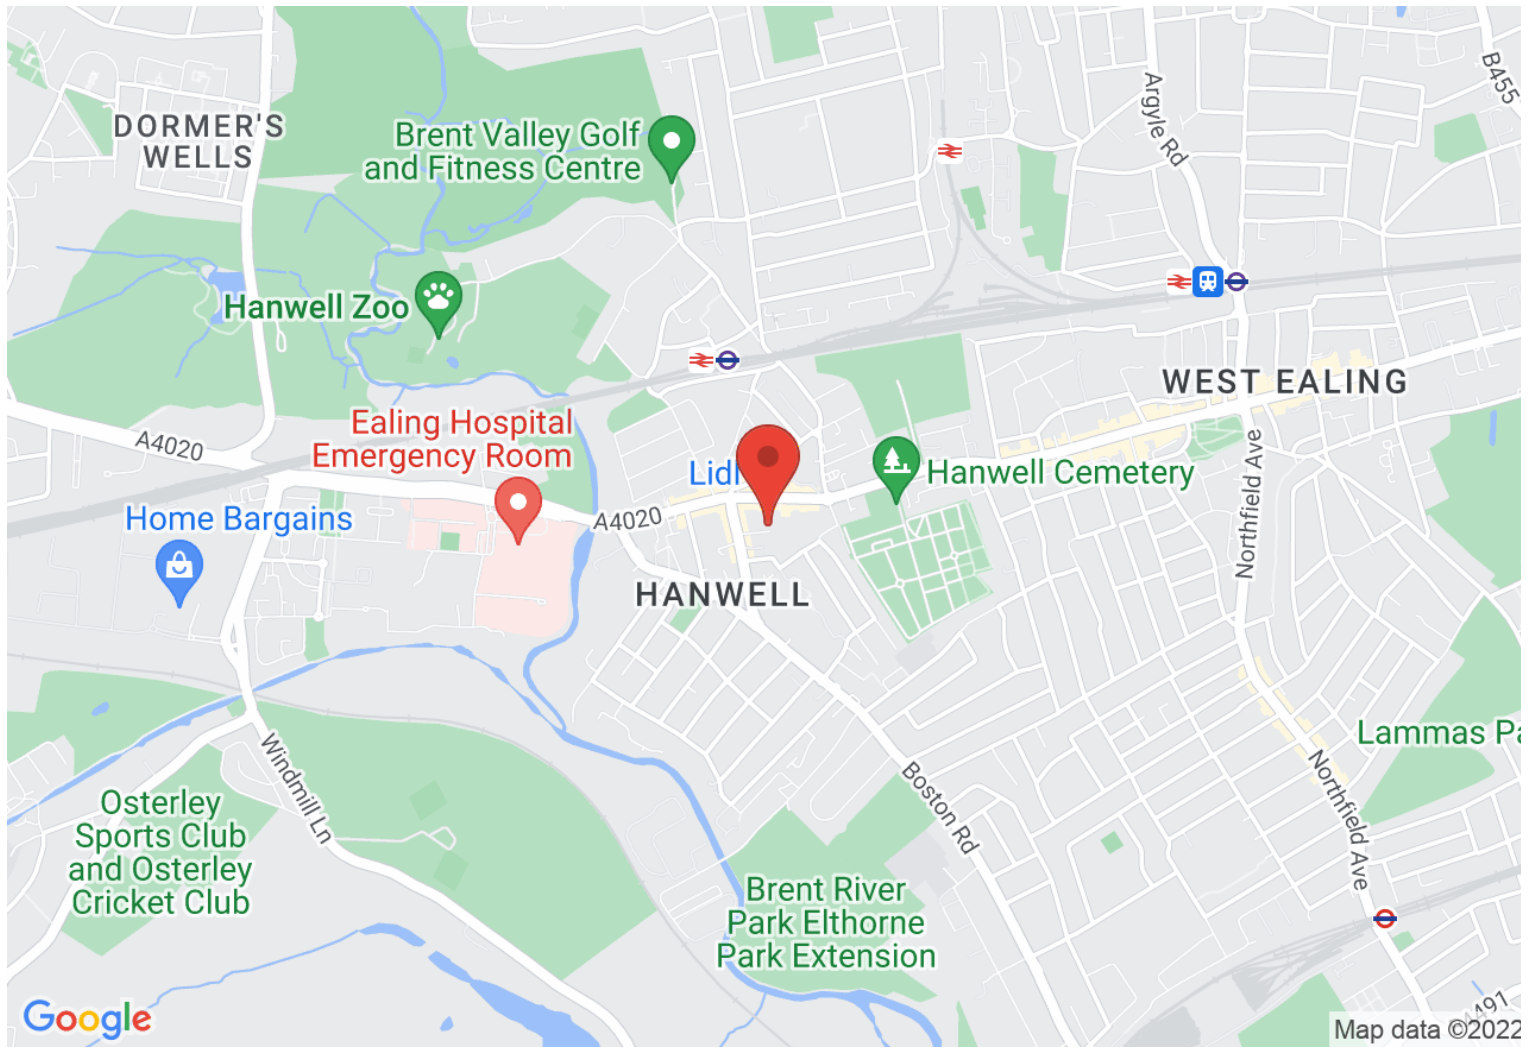 B455
Argyle Rd
DORMER'S
WELLS
Brent Valley Golf
and Fitness Centre
Hanwell Zoo
WEST EALING
A4020
Ealing Hospital
Emergency Room
Lidl
Hanwell Cemetery
Northfield Ave
Home Bargains
A4020
HANWELL
Windmill Ln
Boston Rd
Lammas Pa
Northfield Ave
Osterley
Sports Club
and Osterley
Cricket Club
Brent River
Park Elthorne
Park Extension
Google
4491
Map data ©2022